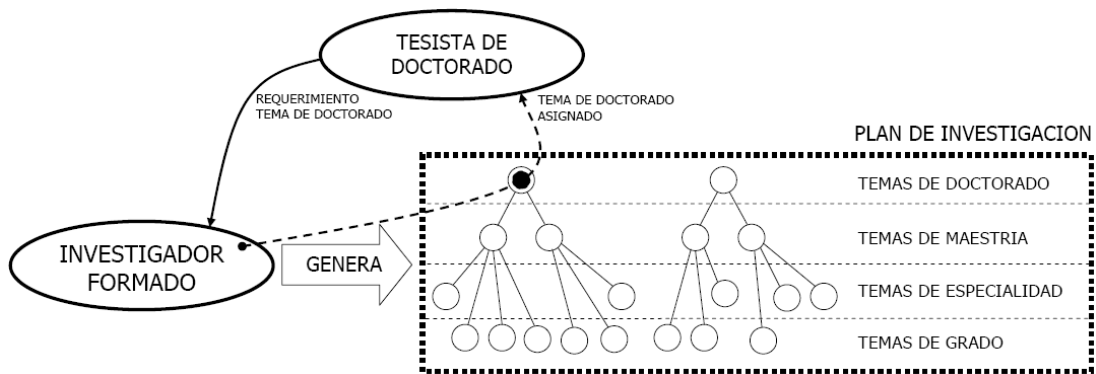 TESISTA DE
DOCTORADO
REQUERIMIENTO
TEMA DE DOCTORADO
TEMA DE DOCTORADO
ASIGNADO
PLAN DE INVESTIGACION
TEMAS DE DOCTORADO
INVESTIGADOR
FORMADO
GENERA
TEMAS DE MAESTRIA
TEMAS DE ESPECIALIDAD
TEMAS DE GRADO